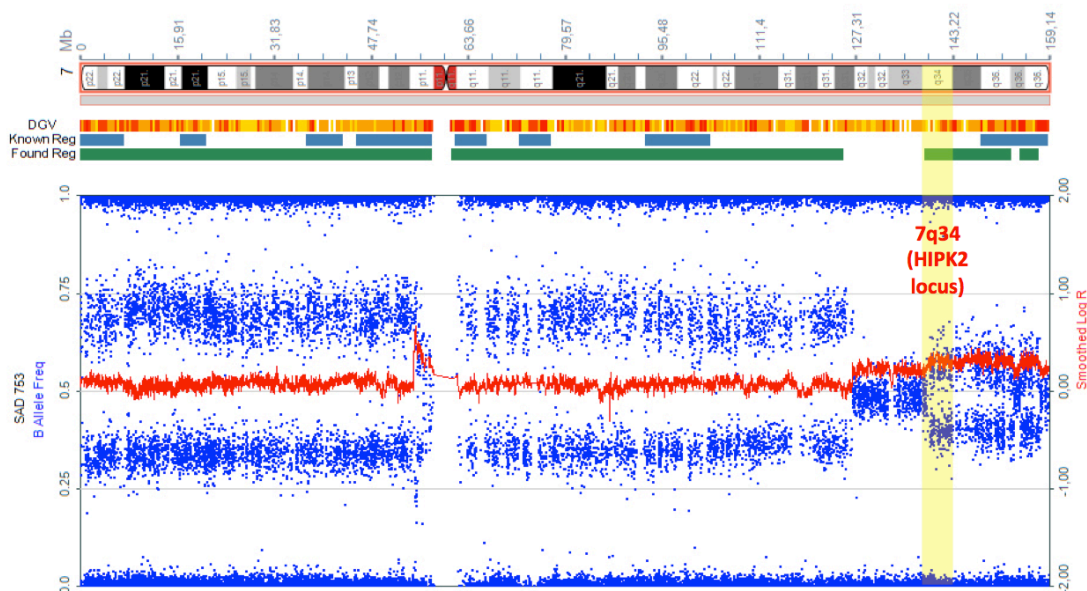 Mb 0 15,91 31,83 47,74 63,66 79,57 95,48 111,4 127,31 143,22 159,14
7 p22. p22. p21. p21. p21. p15. p15. p14. p13 p11. q11. q11. q11. q21. q21. q22. q22. q31. q31. q32. q32. q33 q34 q36. q36. q36.
DGV
Known Reg
Found Reg
1.0 2,00
7q34
(HIPK2
locus)
0.75 1,00
0.5 0,00
0.25 -1,00
0.0 -2,00
SAD 753
B Allele Freq
Smoothed Log R